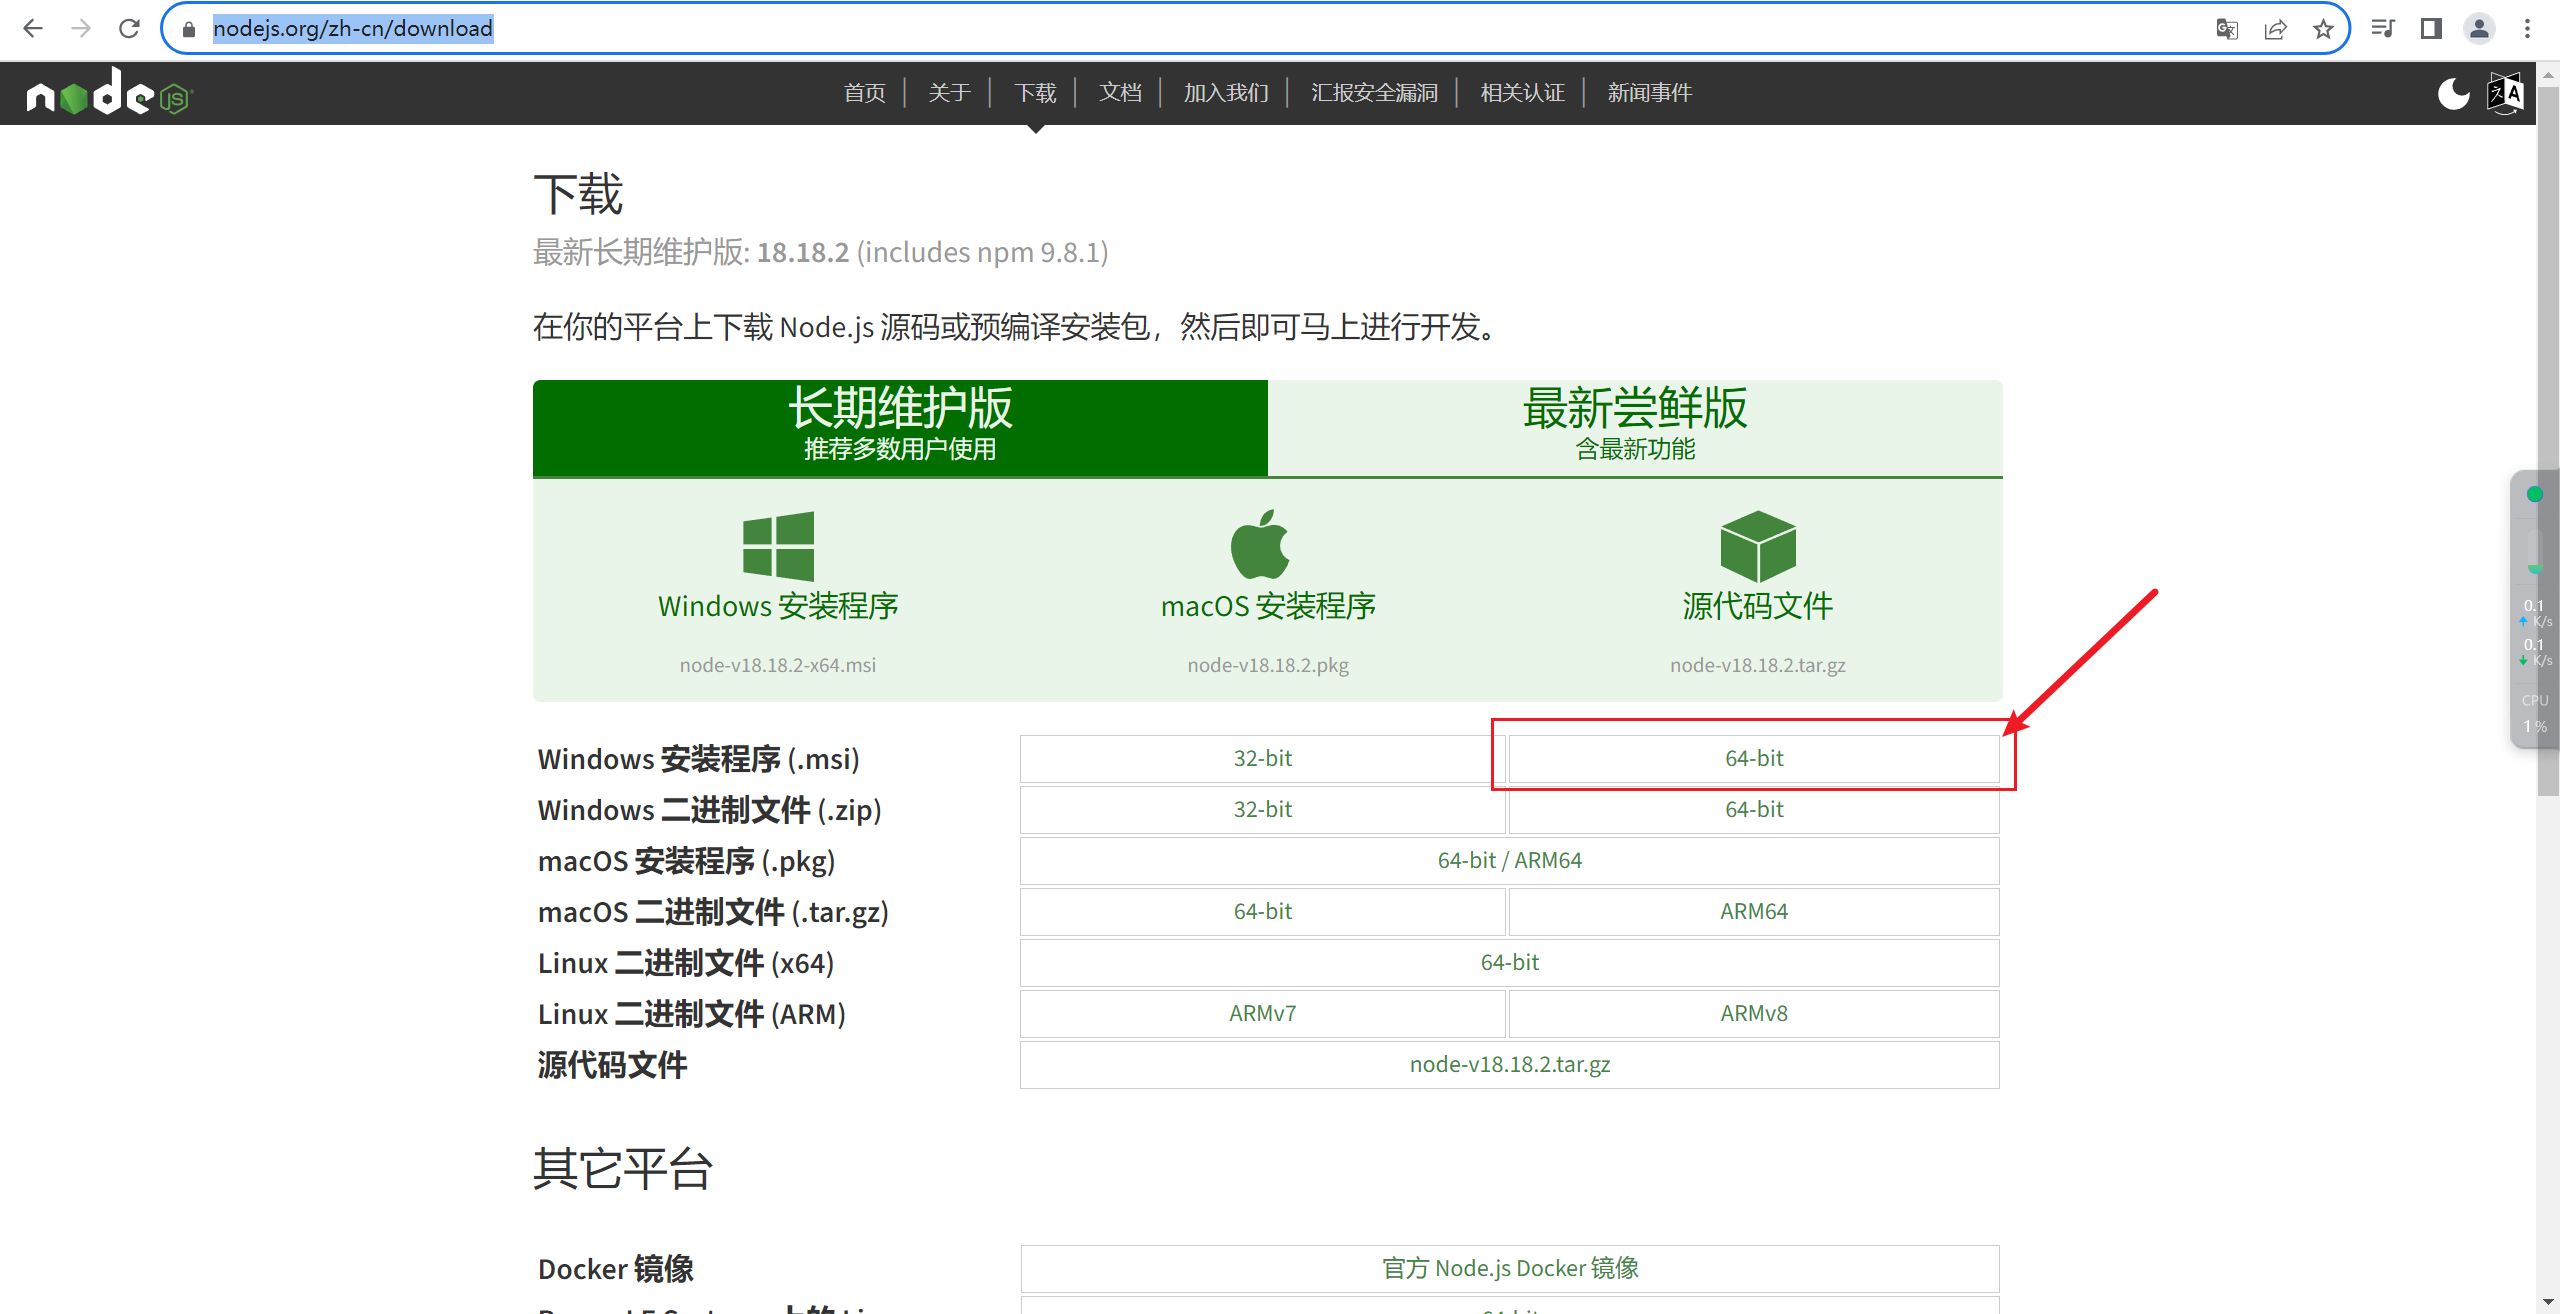 nodejs.org/zh-cn/download
node JS
首页 关于 下载 文档 加入我们 汇报安全漏洞 相关认证 新闻事件
下载
最新长期维护版: 18.18.2 (includes npm 9.8.1)
在你的平台上下载 Node.js 源码或预编译安装包，然后即可马上进行开发。
长期维护版
推荐多数用户使用
最新尝鲜版
含最新功能
Windows 安装程序
node-v18.18.2-x64.msi
macOS 安装程序
node-v18.18.2.pkg
源代码文件
node-v18.18.2.tar.gz
Windows 安装程序 (.msi) 32-bit 64-bit
Windows 二进制文件 (.zip) 32-bit 64-bit
macOS 安装程序 (.pkg) 64-bit / ARM64
macOS 二进制文件 (.tar.gz) 64-bit ARM64
Linux 二进制文件 (x64) 64-bit
Linux 二进制文件 (ARM) ARMv7 ARMv8
源代码文件 node-v18.18.2.tar.gz
其它平台
Docker 镜像 官方 Node.js Docker 镜像
0.1
K/s
0.1
K/s
CPU
1%